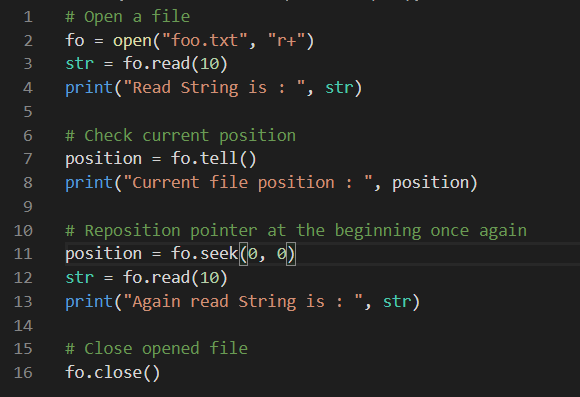 1 # Open a file
2 fo = open("foo.txt", "r+")
3 str = fo.read(10)
4 print("Read String is : ", str)
5
6 # Check current position
7 position = fo.tell()
8 print("Current file position : ", position)
9
10 # Reposition pointer at the beginning once again
11 position = fo.seek(0, 0)
12 str = fo.read(10)
13 print("Again read String is : ", str)
14
15 # Close opened file
16 fo.close()